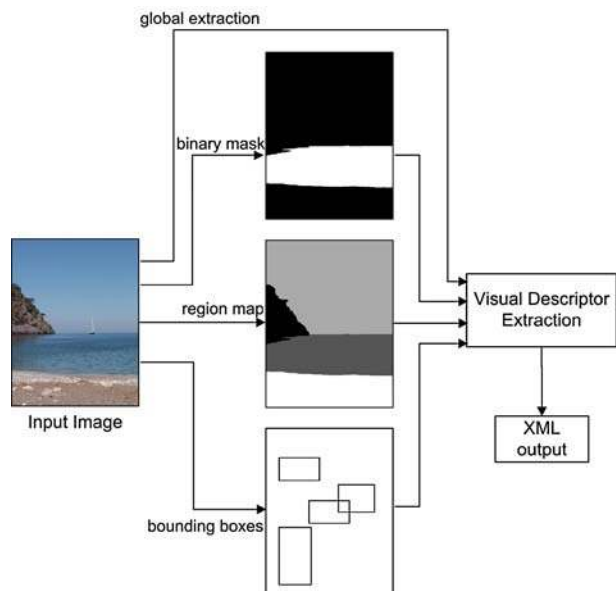 global extraction
binary mask
region map
Visual Descriptor
Extraction
Input Image
XML
output
bounding boxes